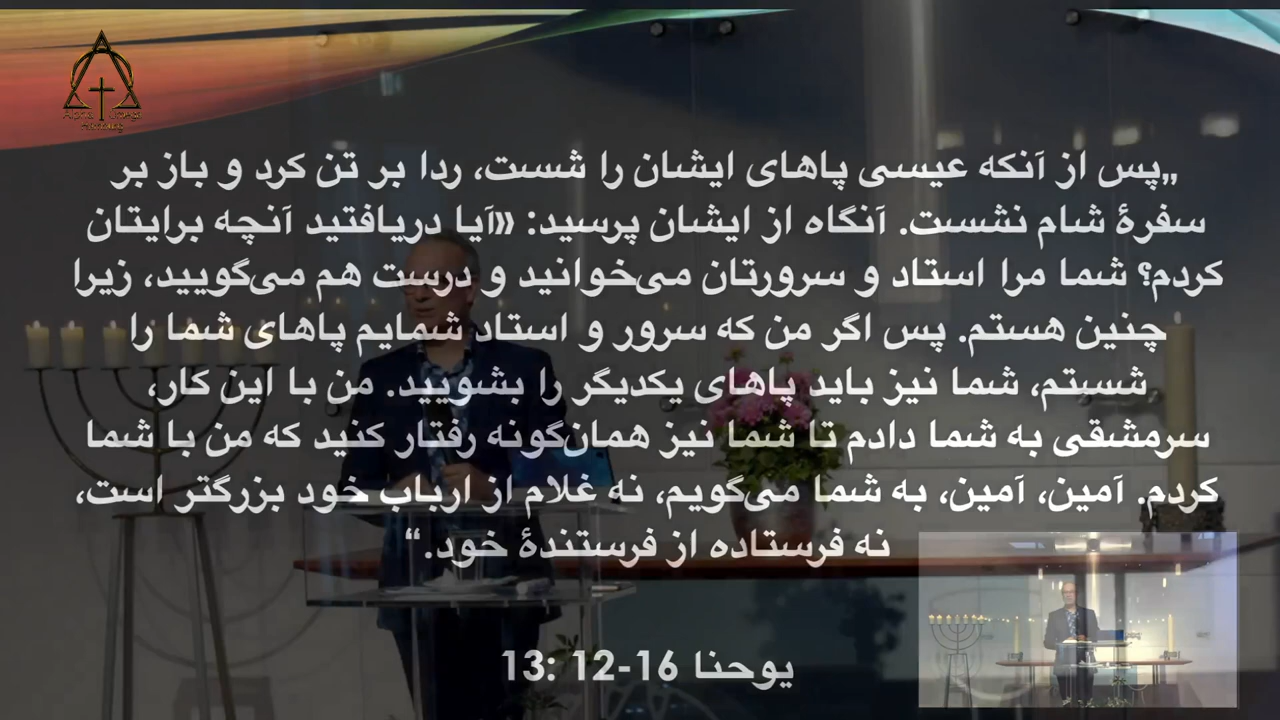 Alpha Omega
Hamburg
„پس از آنکه عیسی پاهای ایشان را شست، ردا بر تن کرد و باز بر
سفرهٔ شام نشست. آنگاه از ایشان پرسید: «آیا دریافتید آنچه برایتان
کردم؟ شما مرا استاد و سرورتان می‌خوانید و درست هم می‌گویید، زیرا
چنین هستم. پس اگر من که سرور و استاد شمایم پاهای شما را
شستم، شما نیز باید پاهای یکدیگر را بشویید. من با این کار،
سرمشقی به شما دادم تا شما نیز همان‌گونه رفتار کنید که من با شما
کردم. آمین، آمین، به شما می‌گویم، نه غلام از ارباب خود بزرگتر است،
نه فرستاده از فرستندهٔ خود.“
یوحنا 16-12 :13